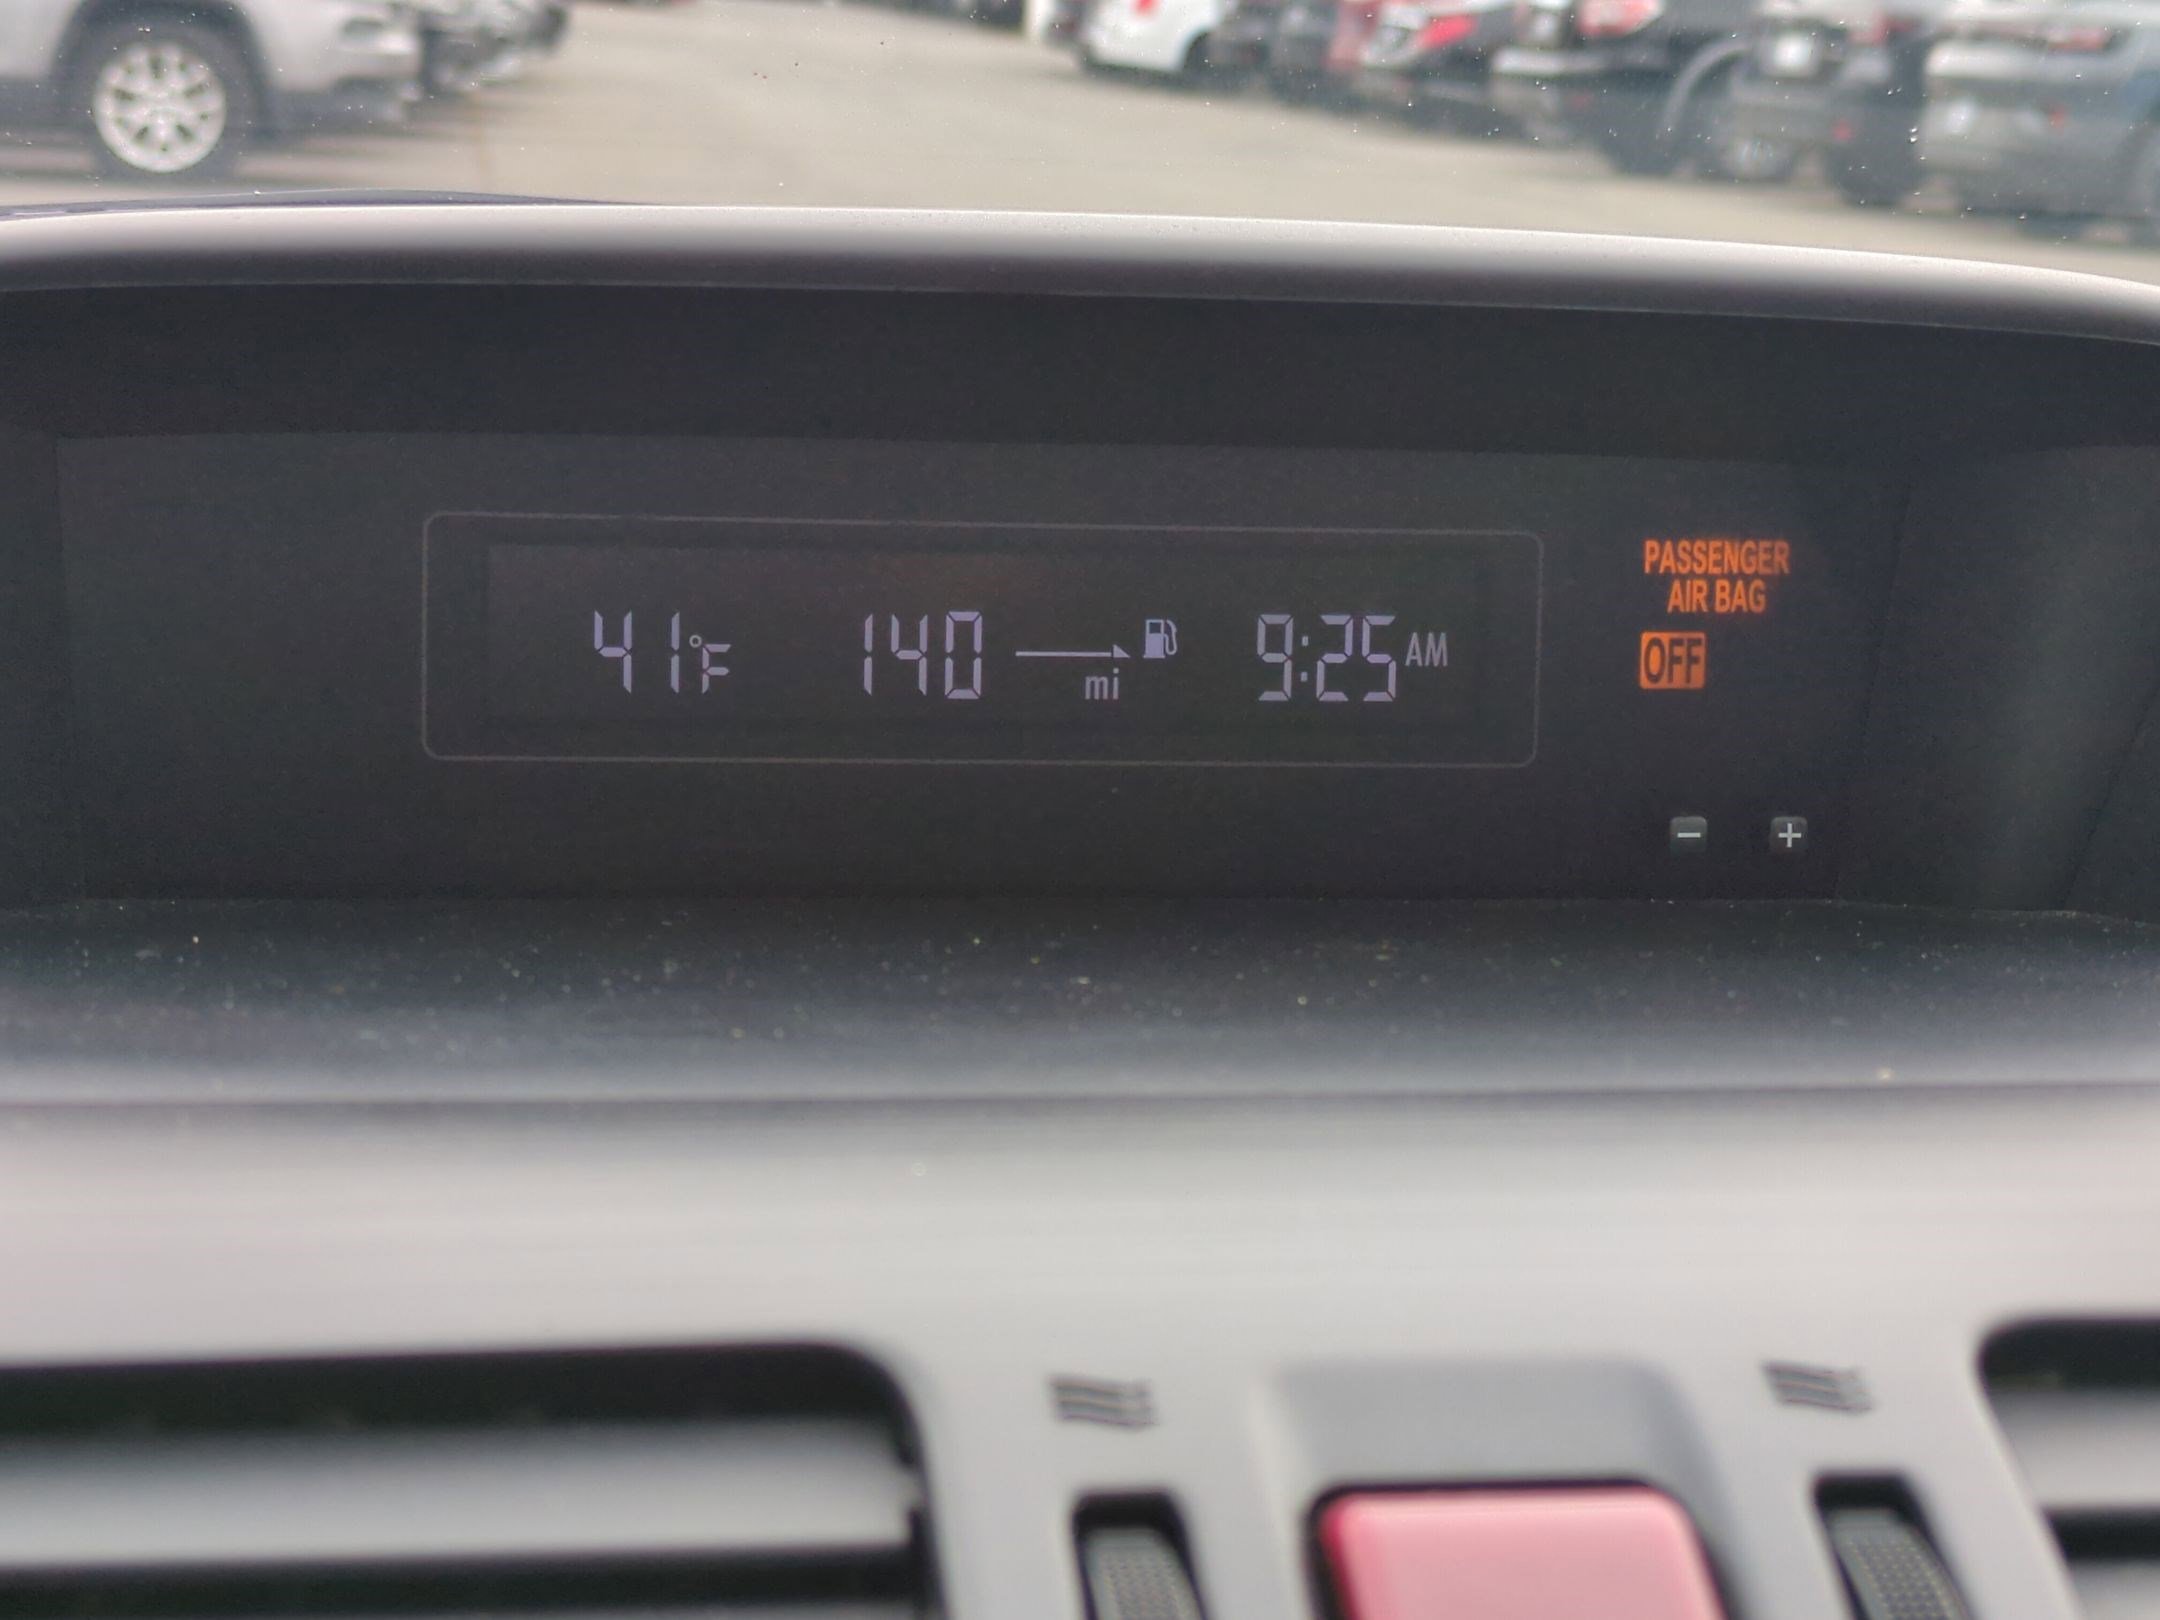 41°F 140 mi 9:25 AM
PASSENGER
AIR BAG
OFF
- +